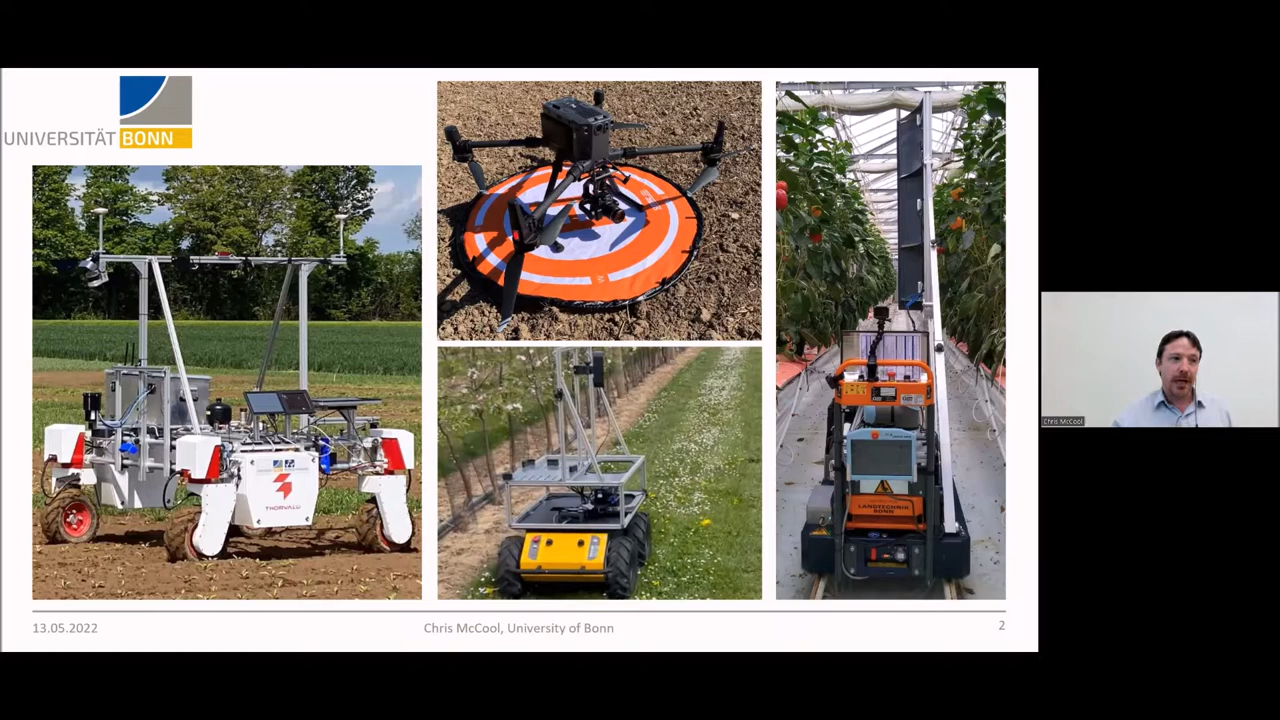 UNIVERSITÄT BONN
THORVALD
LANDTECHNIK
BONN
Chris McCool
13.05.2022
Chris McCool, University of Bonn
2